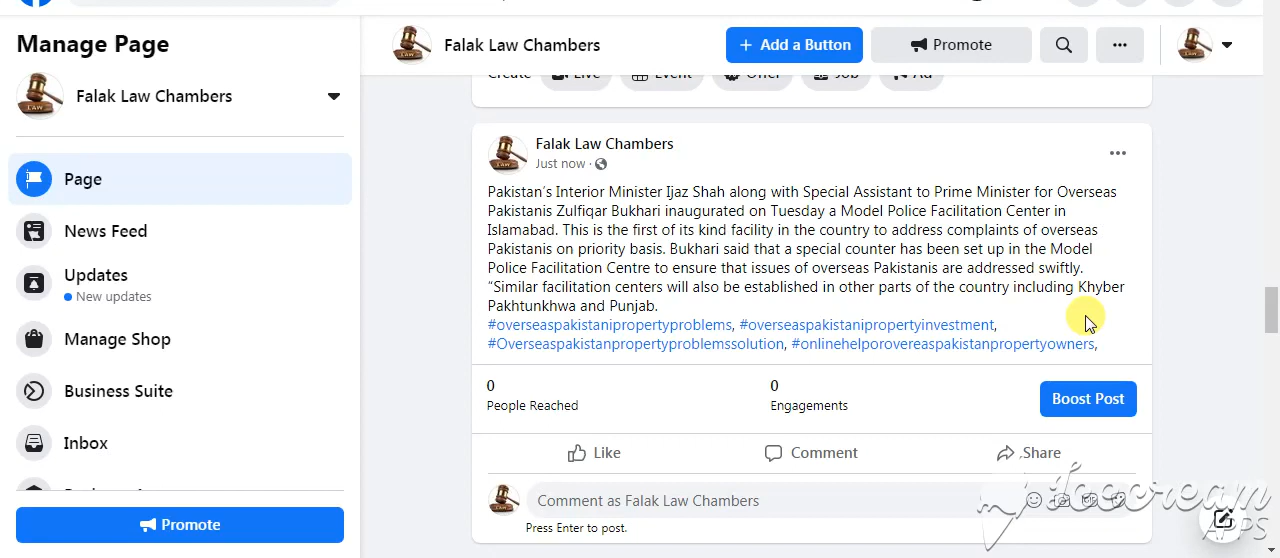 Manage Page
Falak Law Chambers
Page
News Feed
Updates
New updates
Manage Shop
Business Suite
Inbox
Promote
Falak Law Chambers
+ Add a Button
Promote
Create Live Event Offer Job Ad
Falak Law Chambers
Just now ·
Pakistan's Interior Minister Ijaz Shah along with Special Assistant to Prime Minister for Overseas
Pakistanis Zulfiqar Bukhari inaugurated on Tuesday a Model Police Facilitation Center in
Islamabad. This is the first of its kind facility in the country to address complaints of overseas
Pakistanis on priority basis. Bukhari said that a special counter has been set up in the Model
Police Facilitation Centre to ensure that issues of overseas Pakistanis are addressed swiftly.
“Similar facilitation centers will also be established in other parts of the country including Khyber
Pakhtunkhwa and Punjab.
#overseaspakistanipropertyproblems, #overseaspakistanipropertyinvestment,
#Overseaspakistanpropertyproblemssolution, #onlinehelporovereaspakistanpropertyowners,
0
People Reached
0
Engagements
Boost Post
Like
Comment
Share
Comment as Falak Law Chambers
Press Enter to post.
Icecream
APPS